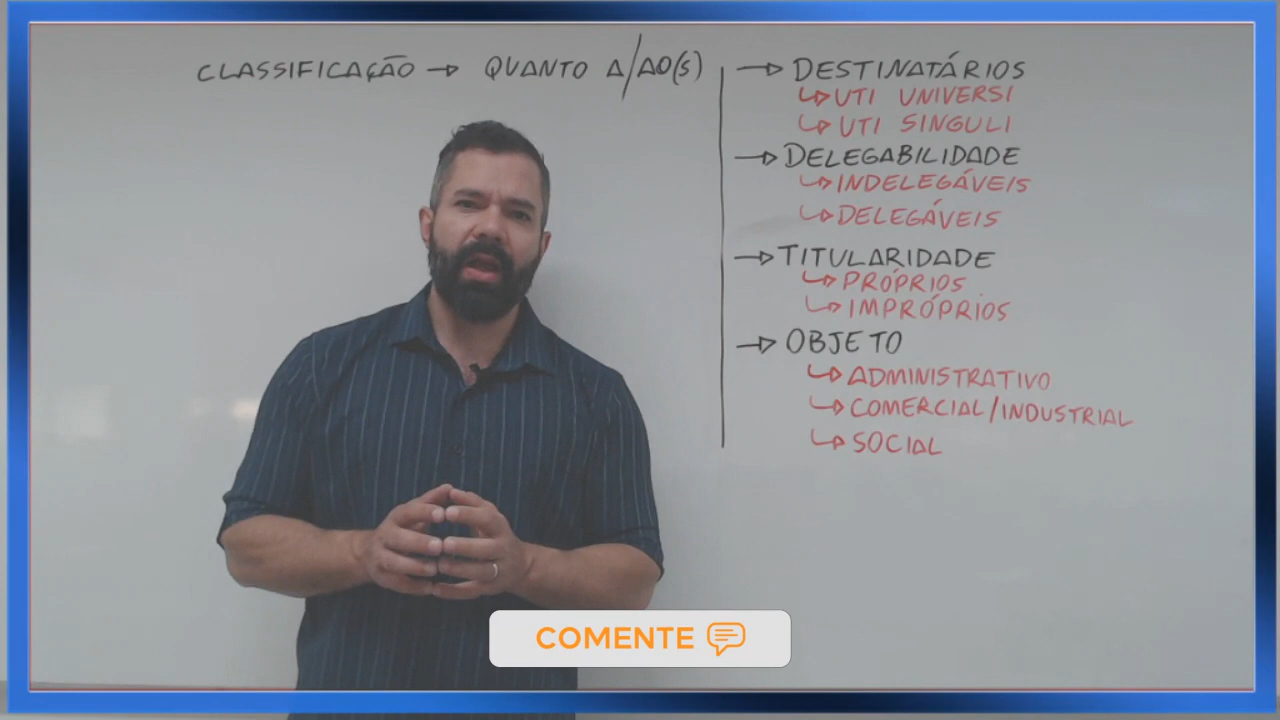 CLASSIFICAÇÃO → QUANTO A/AO(S)
→ DESTINATÁRIOS
↳ UTI UNIVERSI
↳ UTI SINGULI
→ DELEGABILIDADE
↳ INDELEGÁVEIS
↳ DELEGÁVEIS
→ TITULARIDADE
↳ PRÓPRIOS
↳ IMPRÓPRIOS
→ OBJETO
↳ ADMINISTRATIVO
↳ COMERCIAL/INDUSTRIAL
↳ SOCIAL
COMENTE